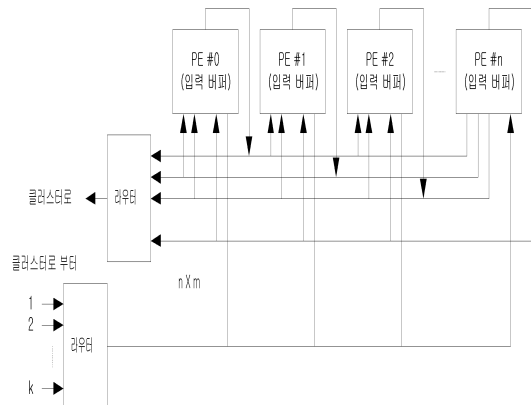 PE #0
(입력 버퍼)
PE #1
(입력 버퍼)
PE #2
(입력 버퍼)
PE #n
(입력 버퍼)
클러스터로
라우터
클러스터로 부터
n X m
1
2
k
라우터